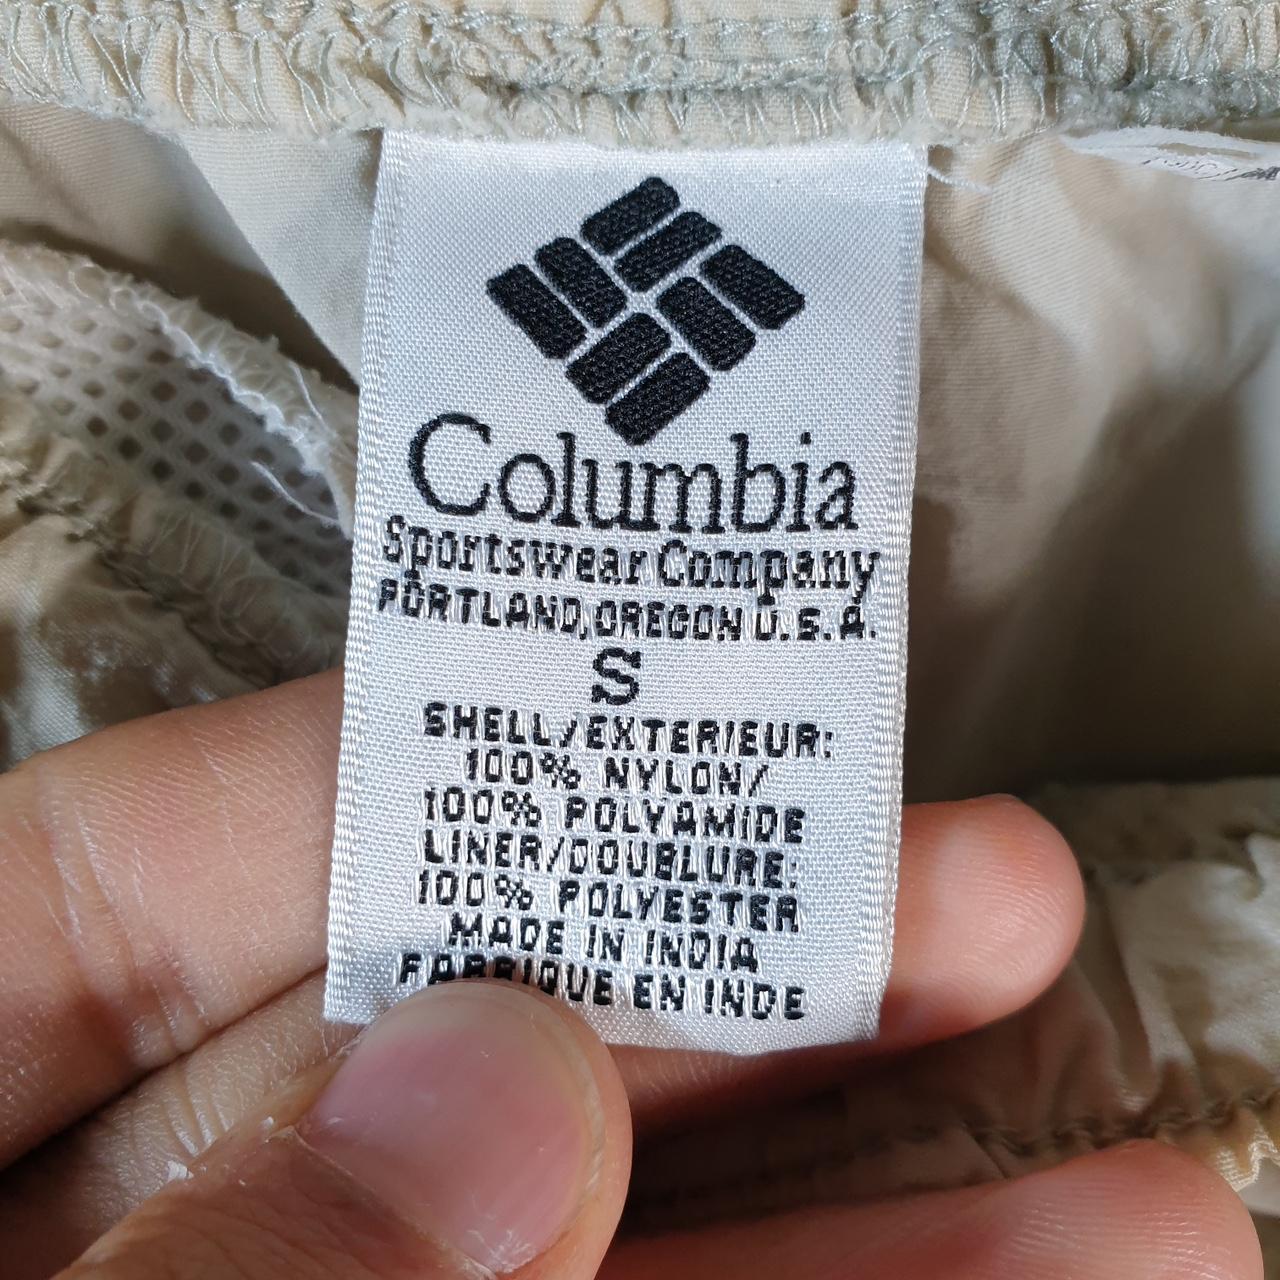 Columbia
Sportswear Company
PORTLAND, OREGON U.S.A.
S
SHELL/EXTERIEUR:
100% NYLON/
100% POLYAMIDE
LINER/DOUBLURE:
100% POLYESTER
MADE IN INDIA
FABRIQUE EN INDE